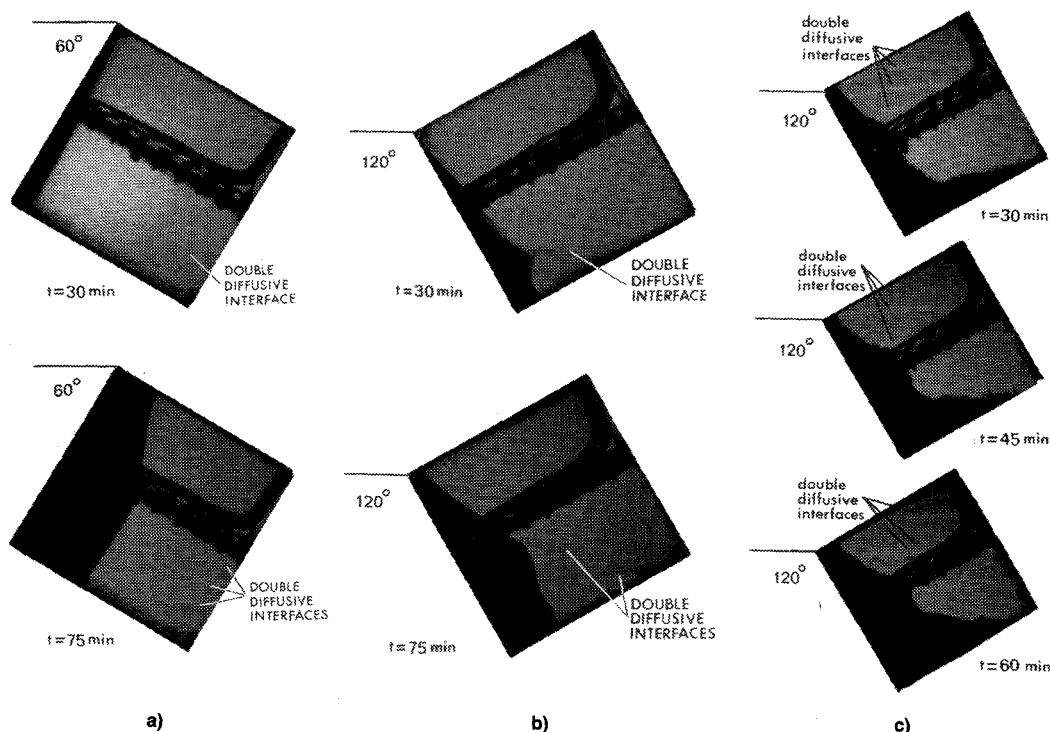 60°
DOUBLE
DIFFUSIVE
INTERFACE
t=30 min
60°
DOUBLE
DIFFUSIVE
INTERFACES
t=75 min
a)
120°
DOUBLE
DIFFUSIVE
INTERFACE
t=30 min
120°
DOUBLE
DIFFUSIVE
INTERFACES
t=75 min
b)
double
diffusive
interfaces
120°
t=30 min
double
diffusive
interfaces
120°
t=45 min
double
diffusive
interfaces
120°
t=60 min
c)